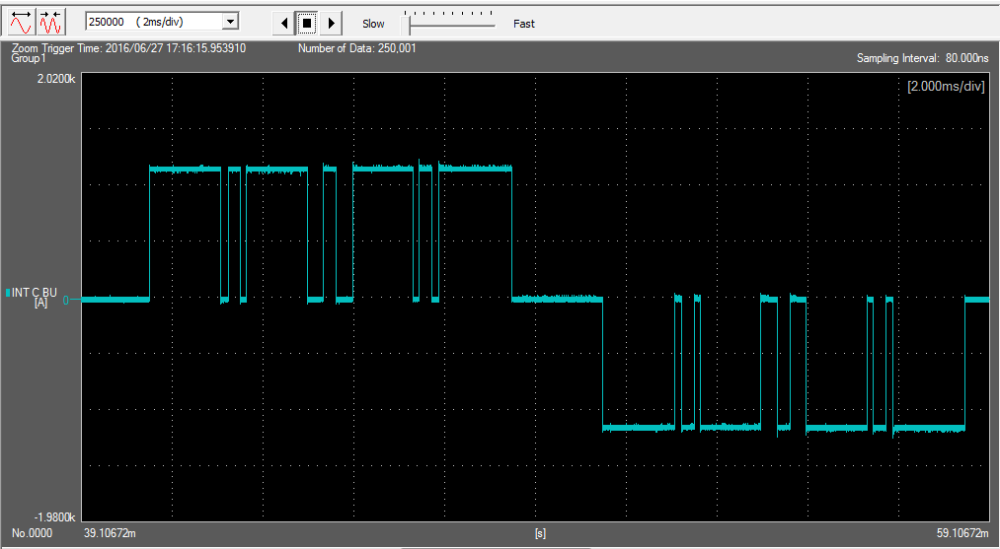 250000 ( 2ms/div) Slow Fast
Zoom Trigger Time: 2016/06/27 17:16:15.953910 Number of Data: 250,001
Group1 Sampling Interval: 80.000ns
2.0200k [2.000ms/div]
INT C BU 0
[A]
-1.9800k
No.0000 39.10672m [s] 59.10672m